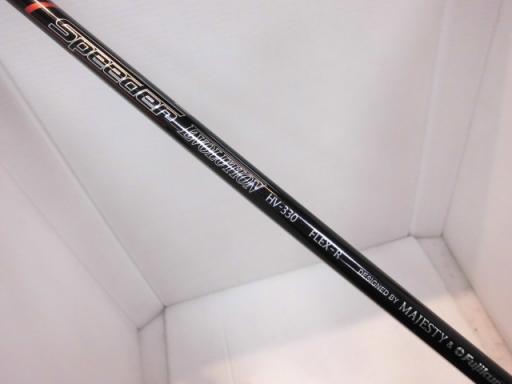 Speeder EVOLUTION HV-330 FLEX-R DESIGNED BY MAJESTY &